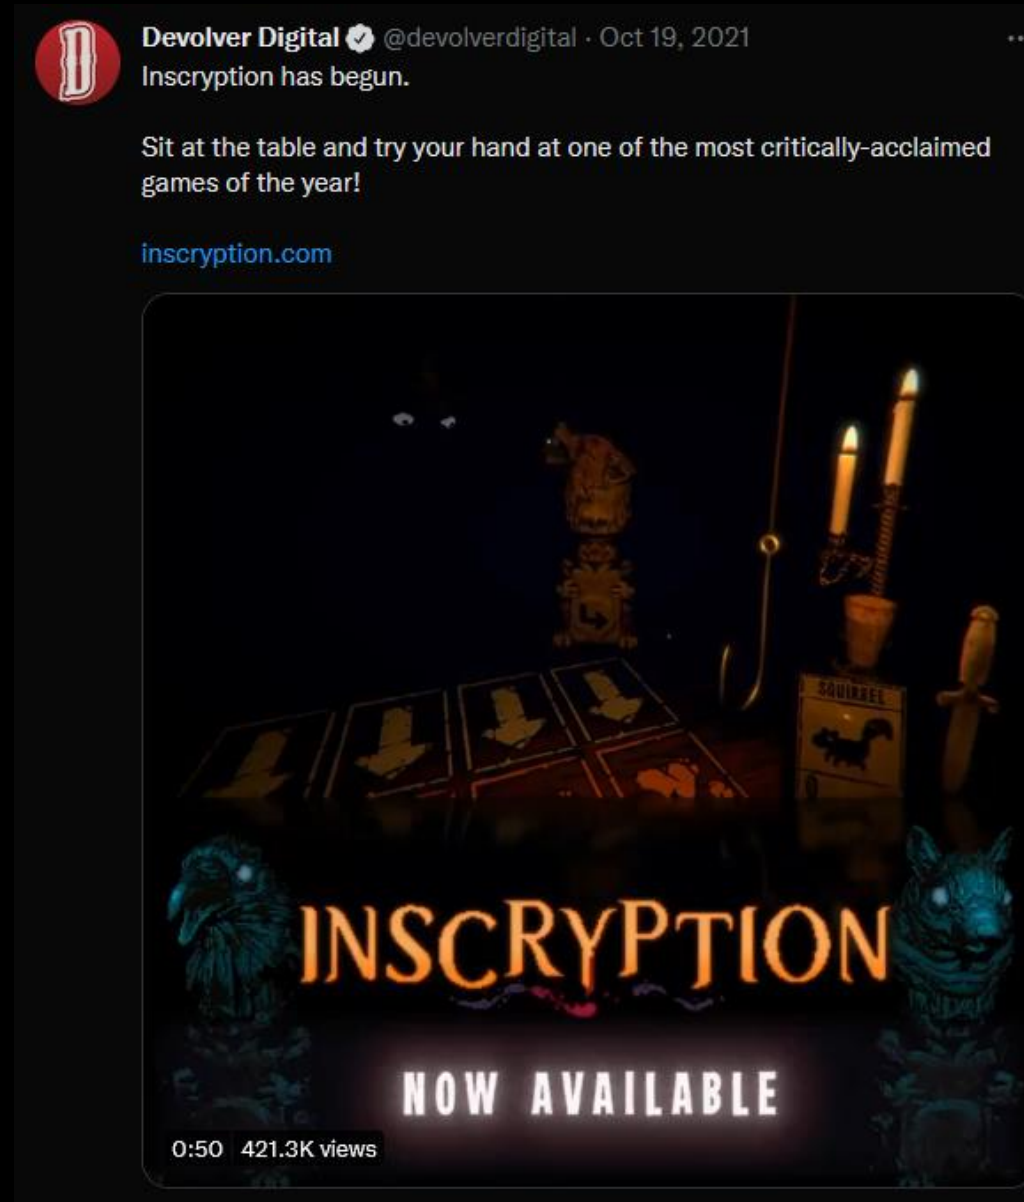 Devolver Digital @devolverdigital · Oct 19, 2021
Inscryption has begun.
Sit at the table and try your hand at one of the most critically-acclaimed
games of the year!
inscryption.com
SQUIRREL
INSCRYPTION
NOW AVAILABLE
0:50 421.3K views